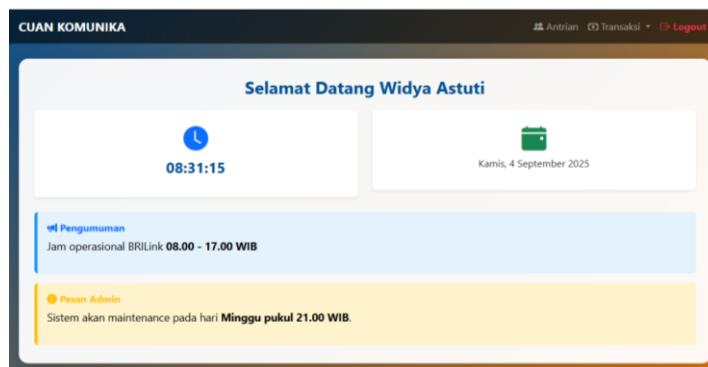 CUAN KOMUNIKA
Antrian Transaksi Logout
Selamat Datang Widya Astuti
08:31:15
Kamis, 4 September 2025
Pengumuman
Jam operasional BRILink 08.00 - 17.00 WIB
Pesan Admin
Sistem akan maintenance pada hari Minggu pukul 21.00 WIB.